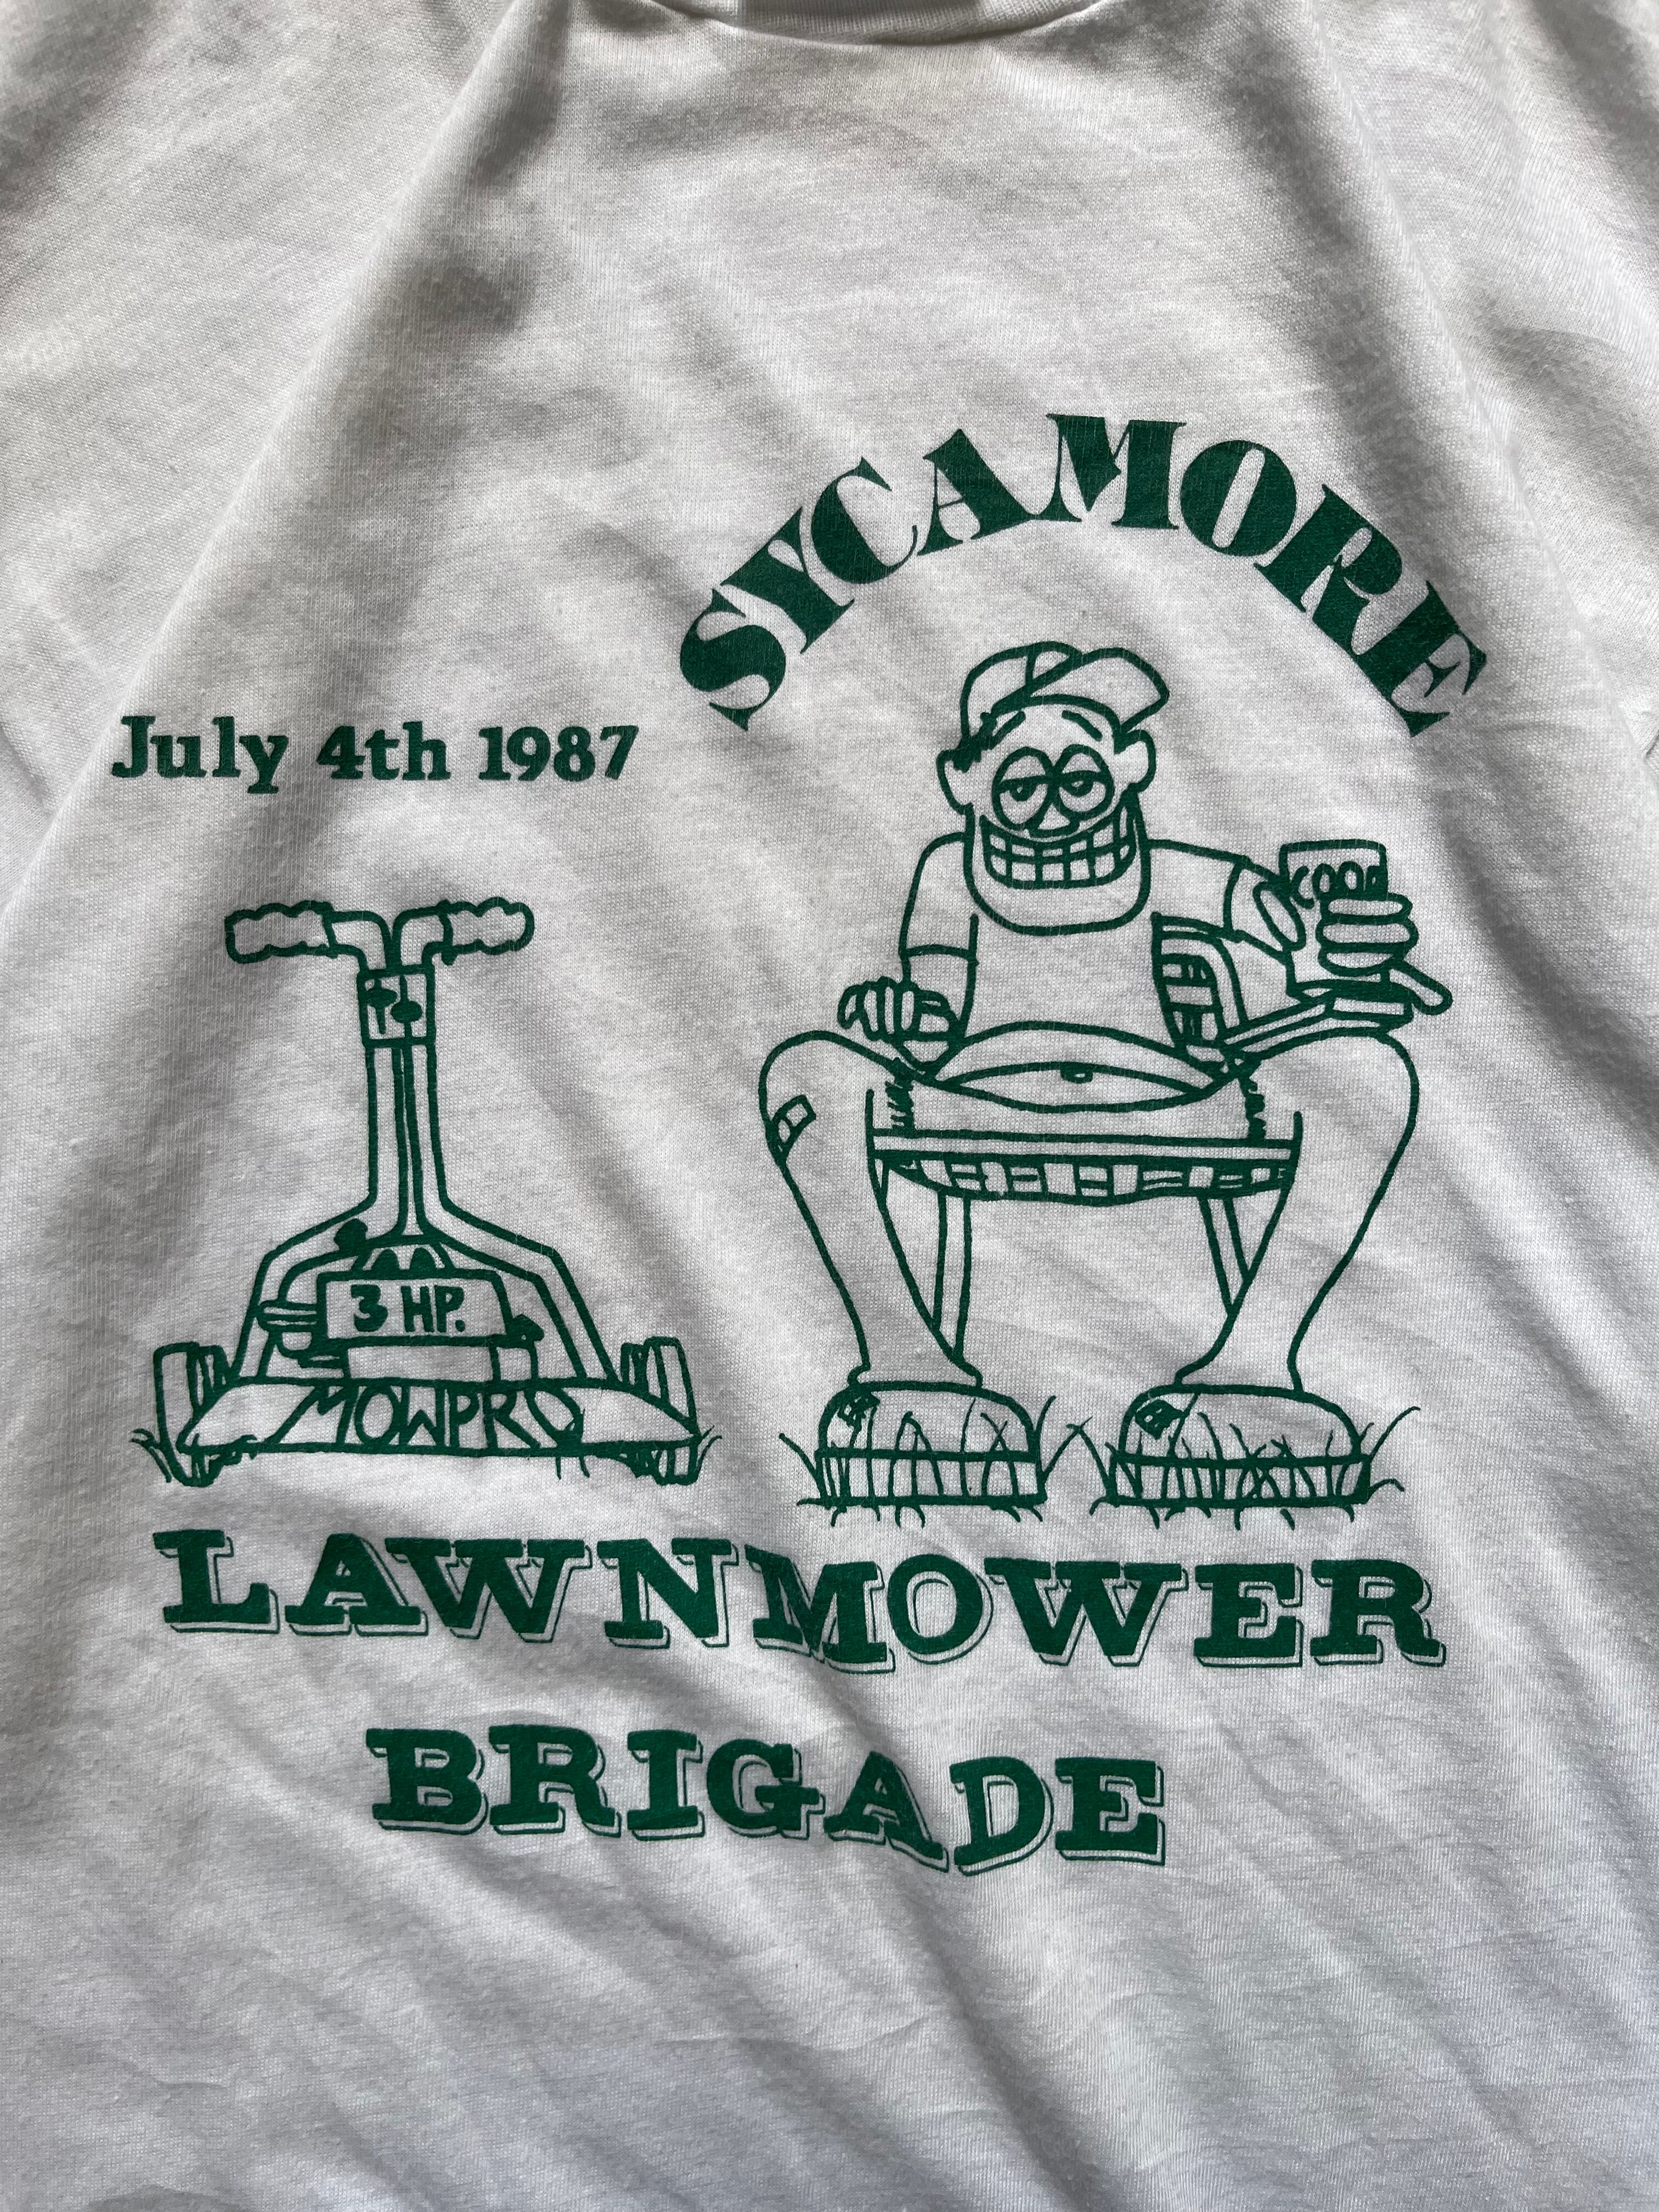 SYCAMORE
July 4th 1987
3 HP.
MOWPRO
LAWNMOWER
BRIGADE